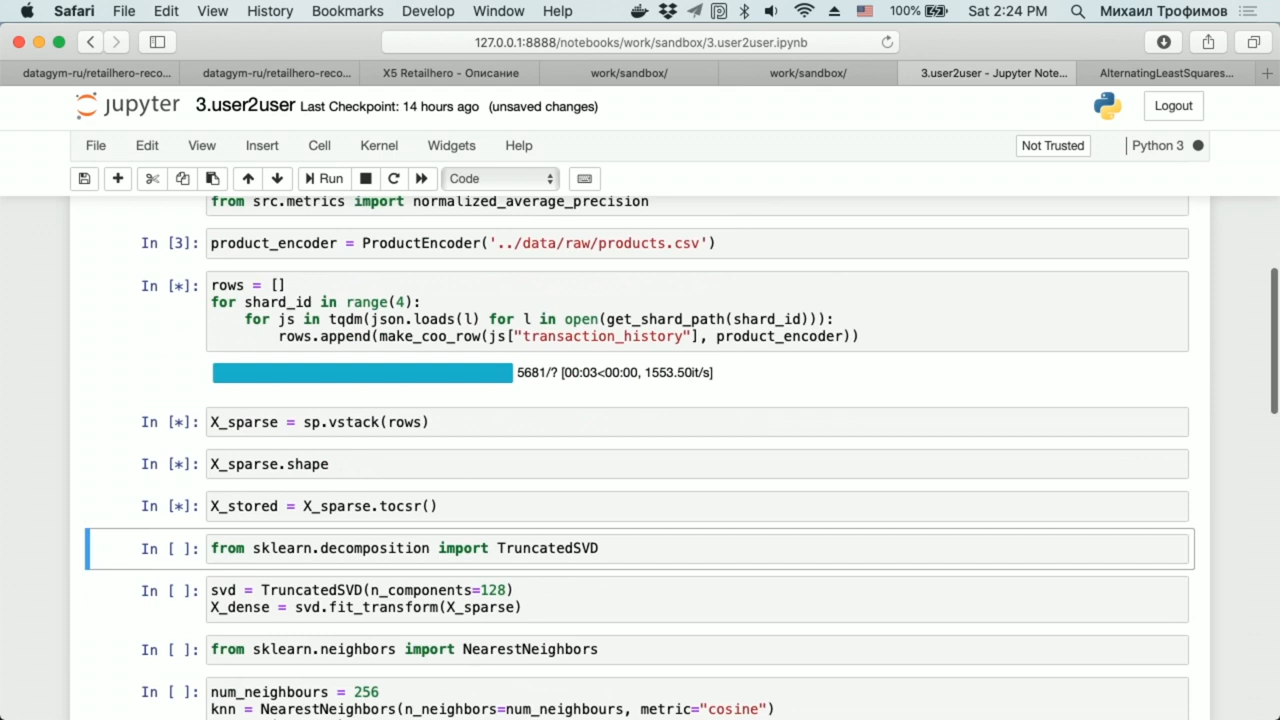 Safari File Edit View History Bookmarks Develop Window Help 100% Sat 2:24 PM Михаил Трофимов
127.0.0.1:8888/notebooks/work/sandbox/3.user2user.ipynb
datagym-ru/retailhero-reco... datagym-ru/retailhero-reco... X5 Retailhero - Описание work/sandbox/ work/sandbox/ 3.user2user - Jupyter Note... AlternatingLeastSquares...
jupyter 3.user2user Last Checkpoint: 14 hours ago (unsaved changes) Logout
File Edit View Insert Cell Kernel Widgets Help Not Trusted Python 3
Run Code
from src.metrics import normalized_average_precision
In [3]: product_encoder = ProductEncoder('../data/raw/products.csv')
In [*]: rows = []
for shard_id in range(4):
for js in tqdm(json.loads(l) for l in open(get_shard_path(shard_id))):
rows.append(make_coo_row(js["transaction_history"], product_encoder))
5681/? [00:03<00:00, 1553.50it/s]
In [*]: X_sparse = sp.vstack(rows)
In [*]: X_sparse.shape
In [*]: X_stored = X_sparse.tocsr()
In [ ]: from sklearn.decomposition import TruncatedSVD
In [ ]: svd = TruncatedSVD(n_components=128)
X_dense = svd.fit_transform(X_sparse)
In [ ]: from sklearn.neighbors import NearestNeighbors
In [ ]: num_neighbours = 256
knn = NearestNeighbors(n_neighbors=num_neighbours, metric="cosine")